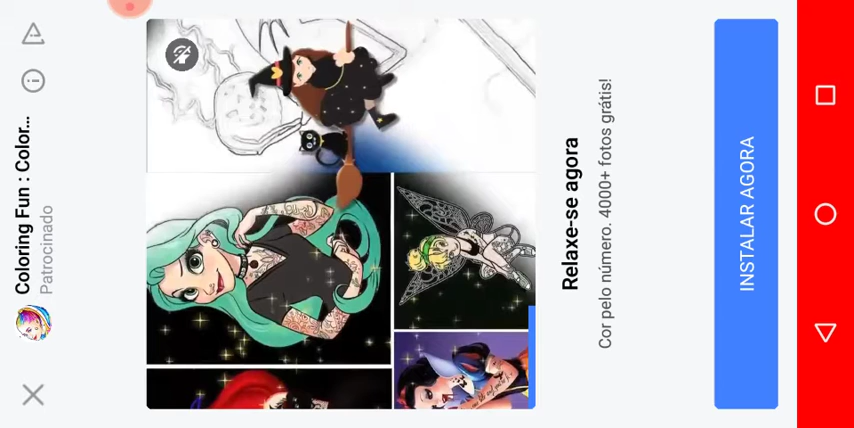 Coloring Fun : Color...
Patrocinado
Relaxe-se agora
Cor pelo número. 4000+ fotos grátis!
INSTALAR AGORA